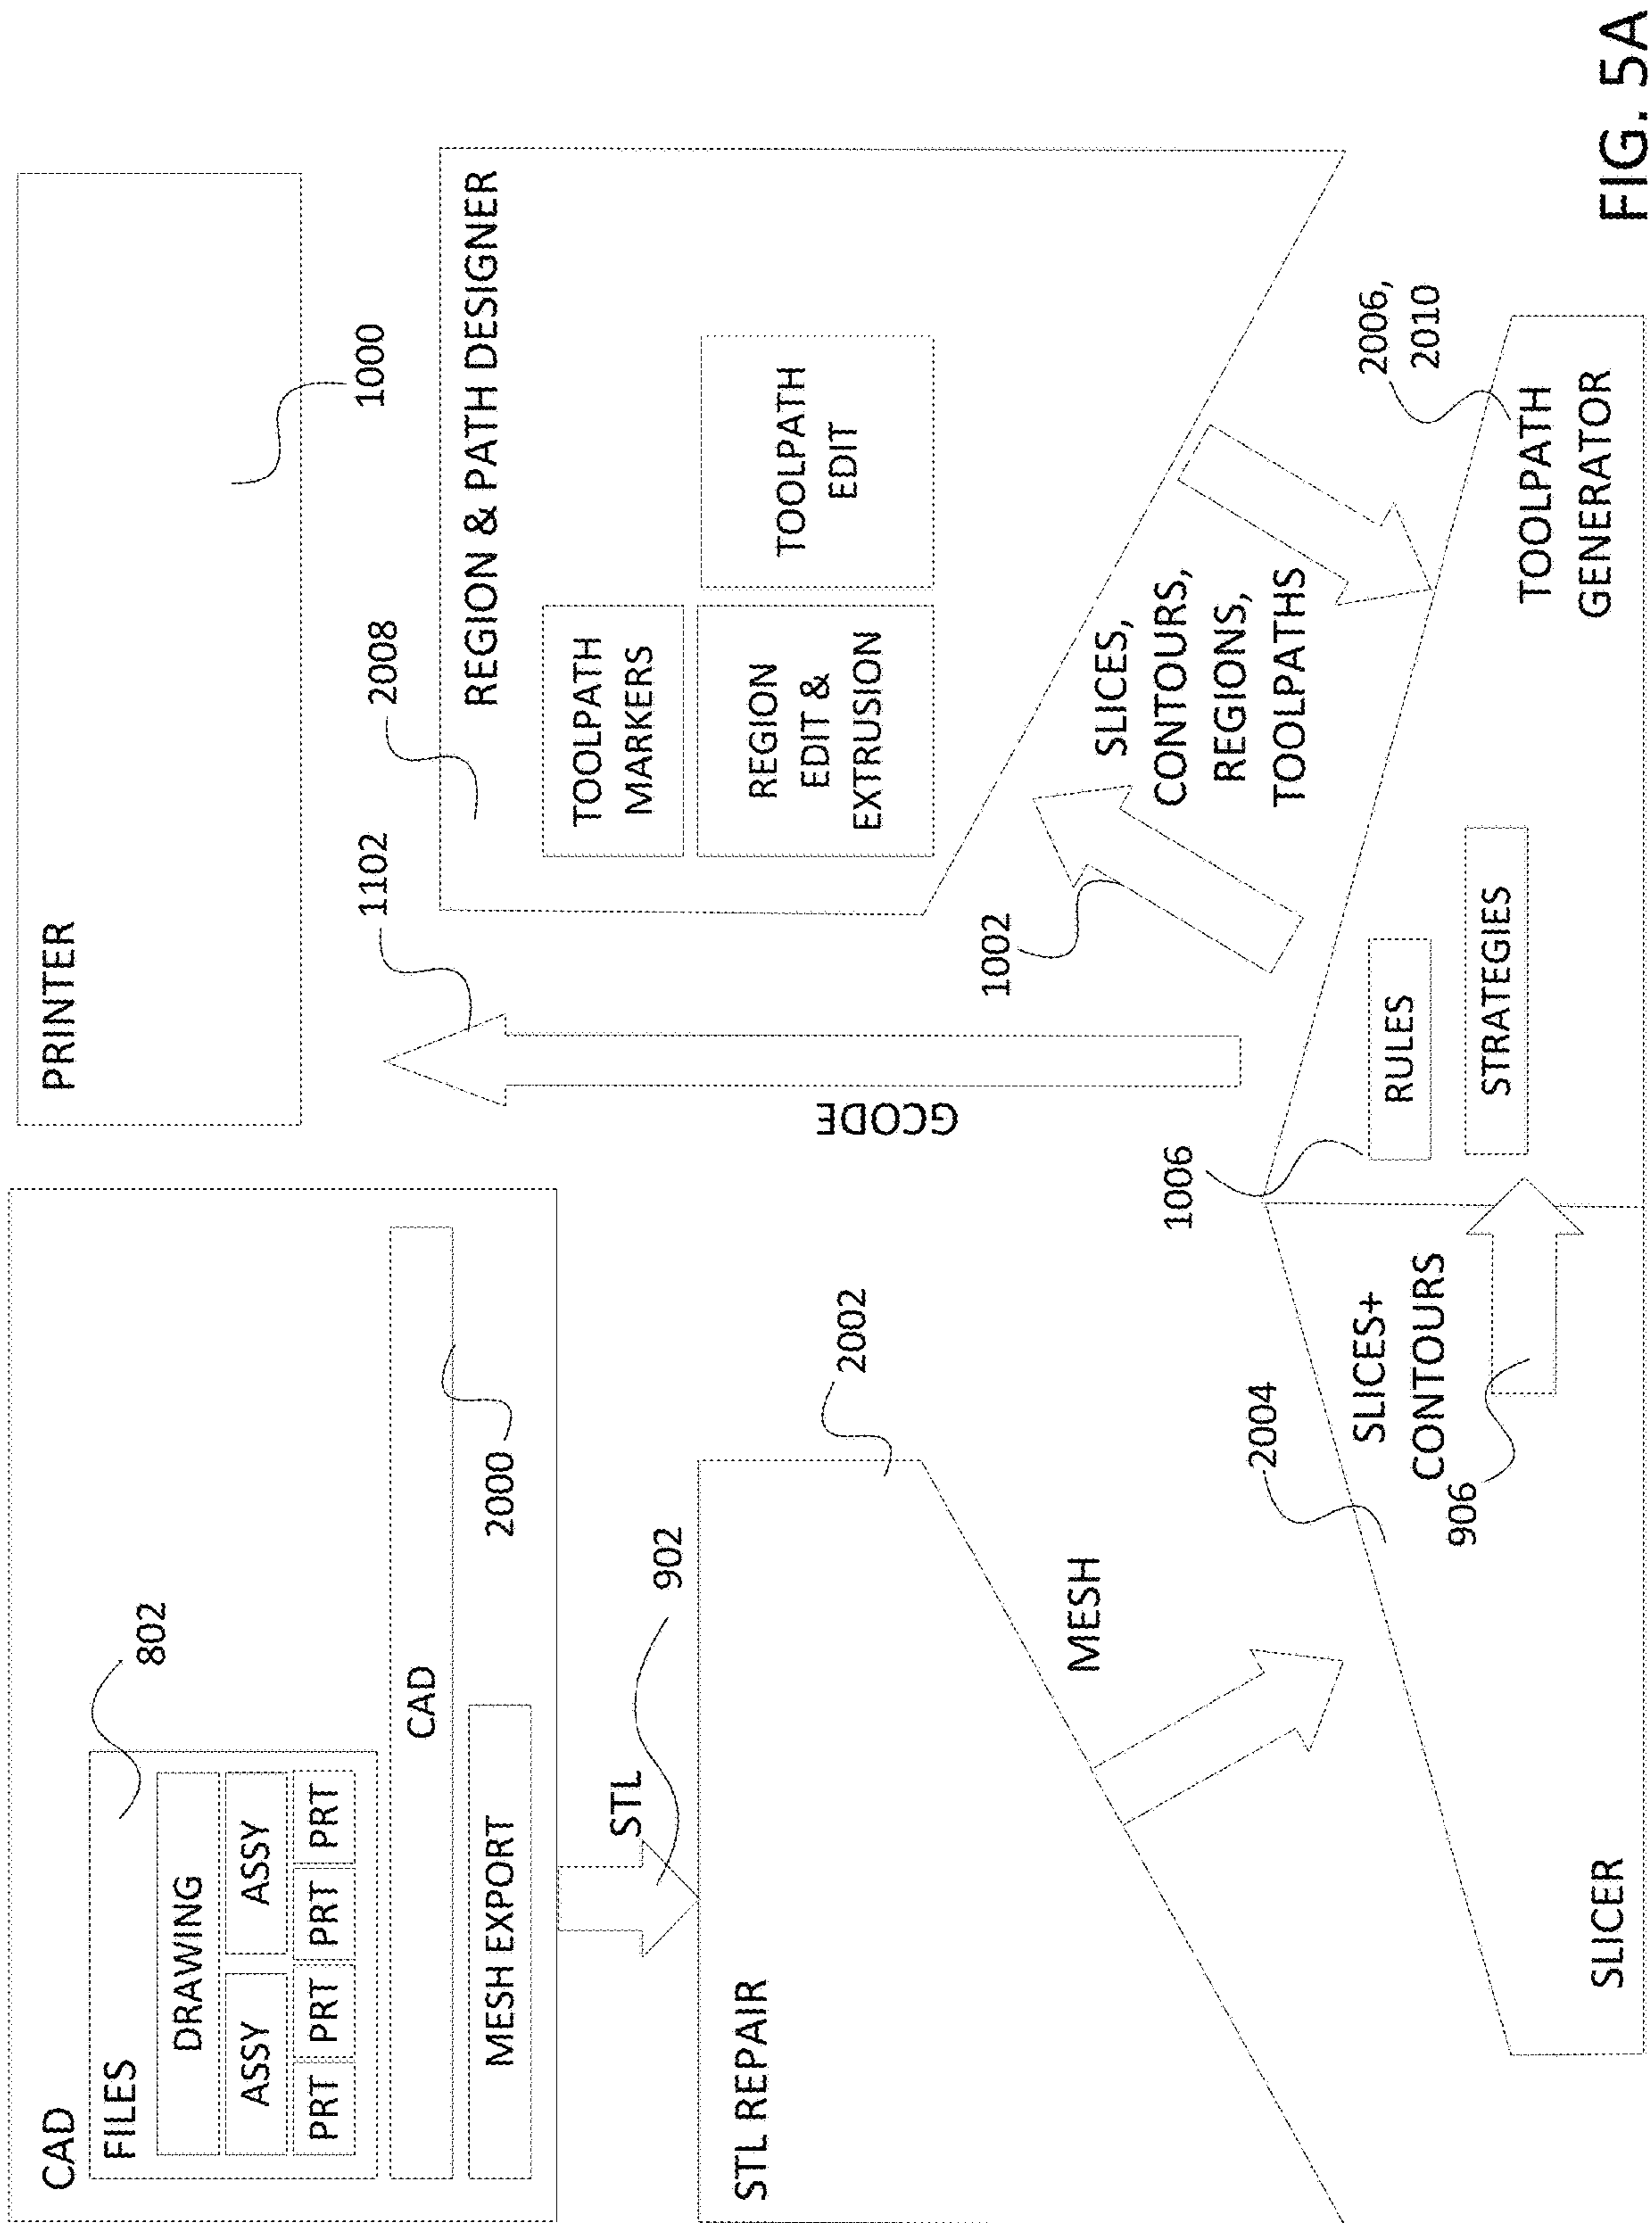 CAD
FILES
802
DRAWING
ASSY
ASSY
PRT
PRT
PRT
PRT
CAD
MESH EXPORT
2000
STL
902
STL REPAIR
2002
MESH
SLICER
2004
SLICES+
CONTOURS
906
1006
RULES
STRATEGIES
TOOLPATH
GENERATOR
2006,
2010
1002
SLICES,
CONTOURS,
REGIONS,
TOOLPATHS
REGION & PATH DESIGNER
2008
TOOLPATH
MARKERS
REGION
EDIT &
EXTRUSION
TOOLPATH
EDIT
GCODE
1102
PRINTER
1000
FIG. 5A